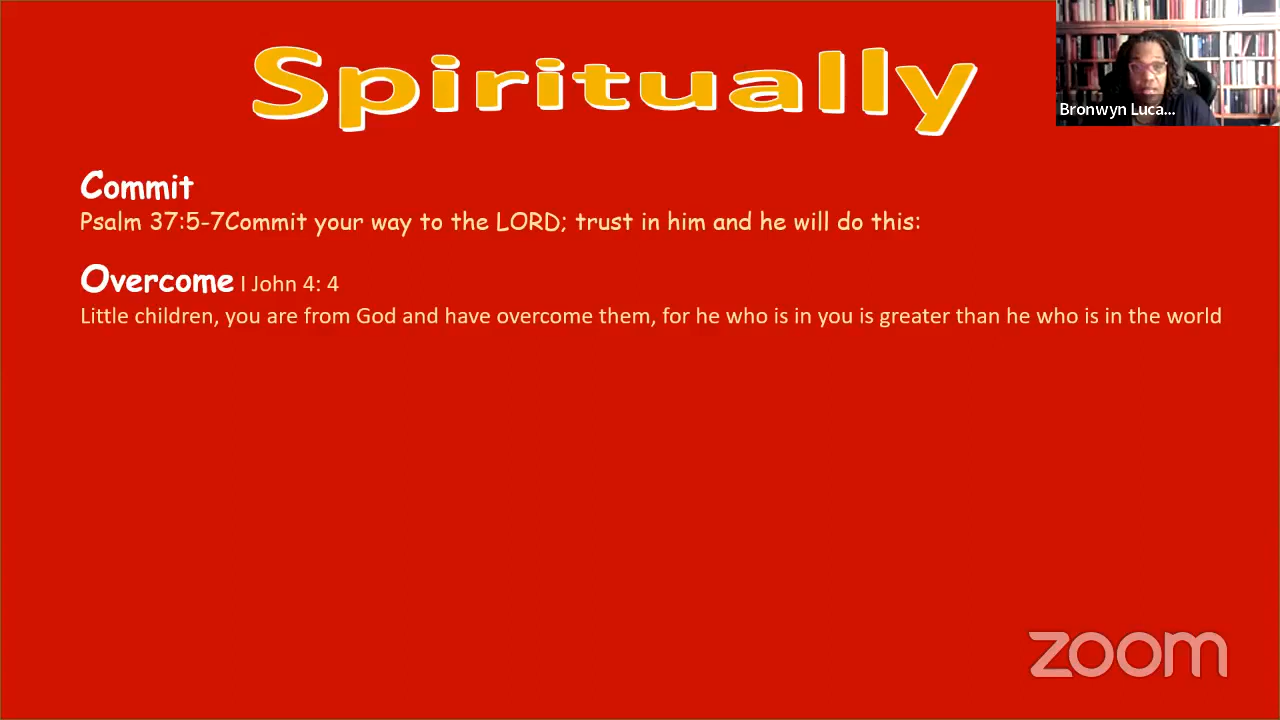 Spiritually
Bronwyn Luca...
Commit
Psalm 37:5-7Commit your way to the LORD; trust in him and he will do this:
Overcome I John 4: 4
Little children, you are from God and have overcome them, for he who is in you is greater than he who is in the world
zoom